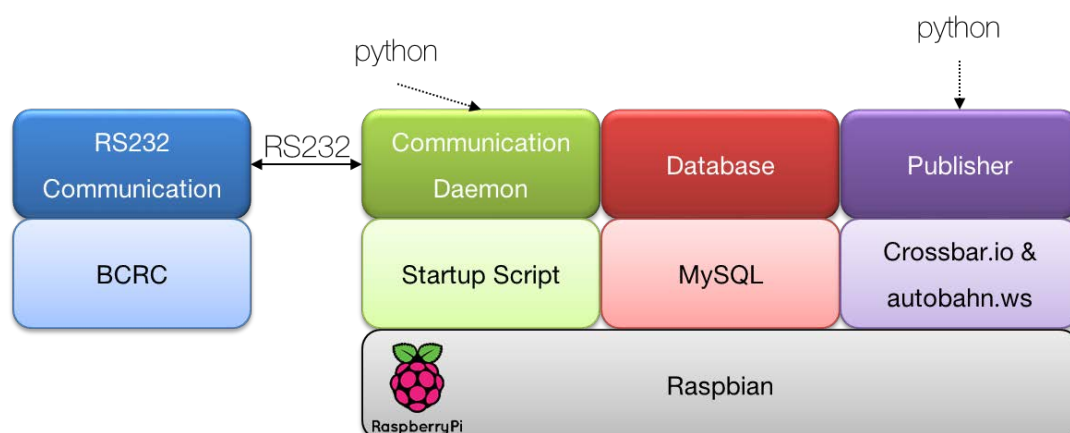 python
python
RS232
Communication
RS232
Communication
Daemon
Database
Publisher
BCRC
Startup Script
MySQL
Crossbar.io &
autobahn.ws
Raspbian
RaspberryPi